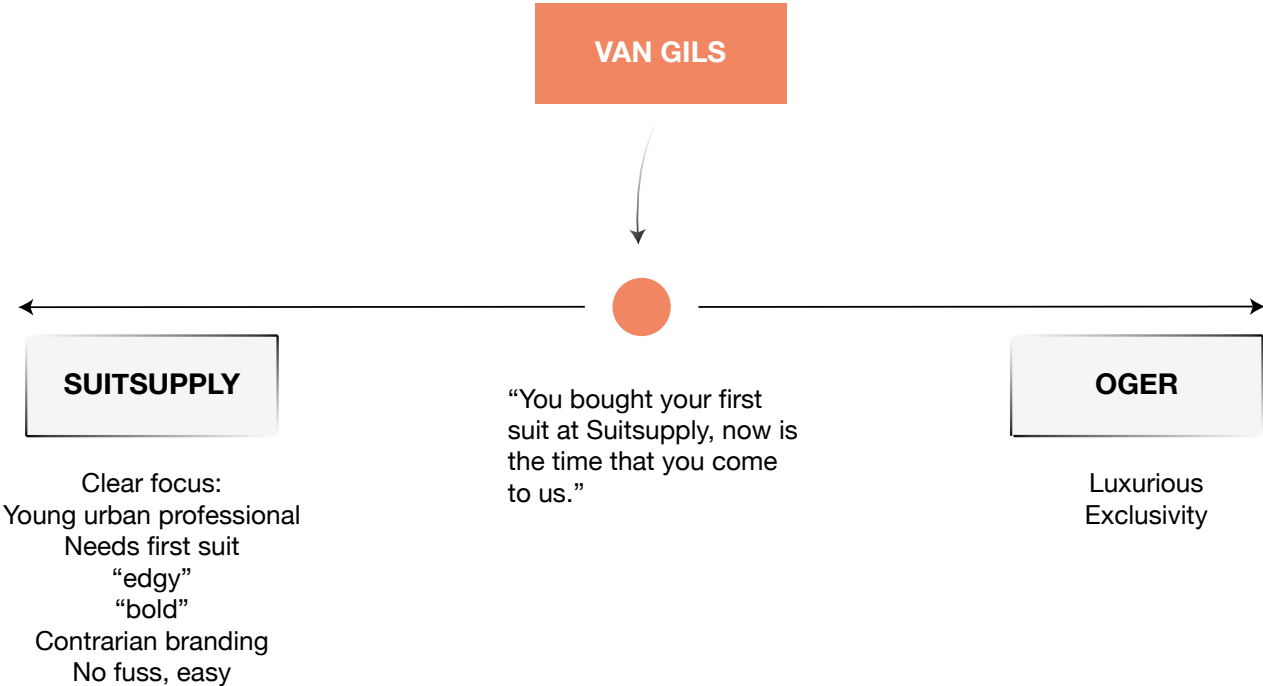 VAN GILS
SUITSUPPLY
Clear focus:
Young urban professional
Needs first suit
“edgy”
“bold”
Contrarian branding
No fuss, easy
“You bought your first
suit at Suitsupply, now is
the time that you come
to us.”
OGER
Luxurious
Exclusivity